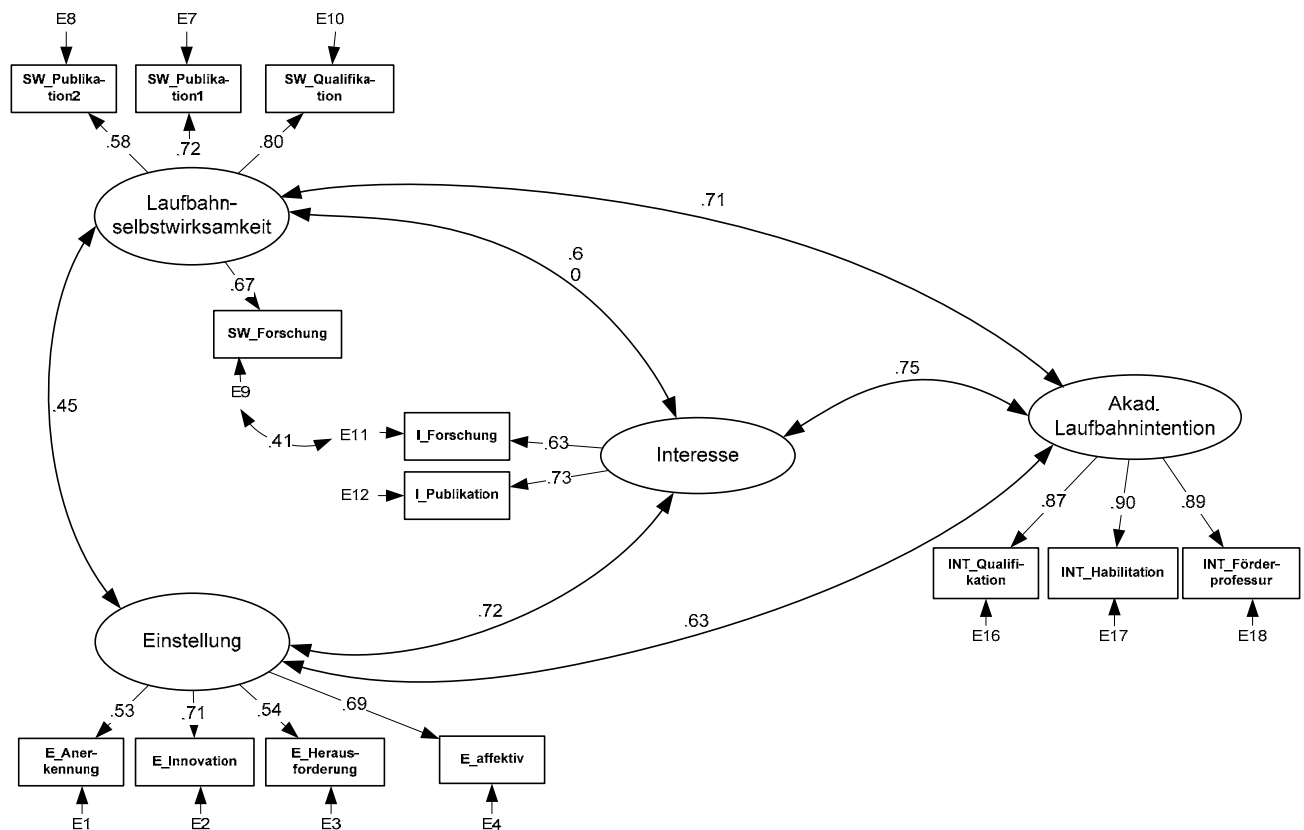 E8
E7
E10
SW_Publika-
tion2
SW_Publika-
tion1
SW_Qualifika-
tion
.58
.72
.80
Laufbahn-
selbstwirksamkeit
.71
.6
0
.67
SW_Forschung
E9
.75
.45
.41
E11
I_Forschung
.63
Interesse
Akad.
Laufbahnintention
E12
I_Publikation
.73
.87
.90
.89
INT_Qualifi-
kation
INT_Habilitation
INT_Förder-
professur
E16
E17
E18
.72
.63
Einstellung
.53
.71
.54
.69
E_Aner-
kennung
E_Innovation
E_Heraus-
forderung
E_affektiv
E1
E2
E3
E4